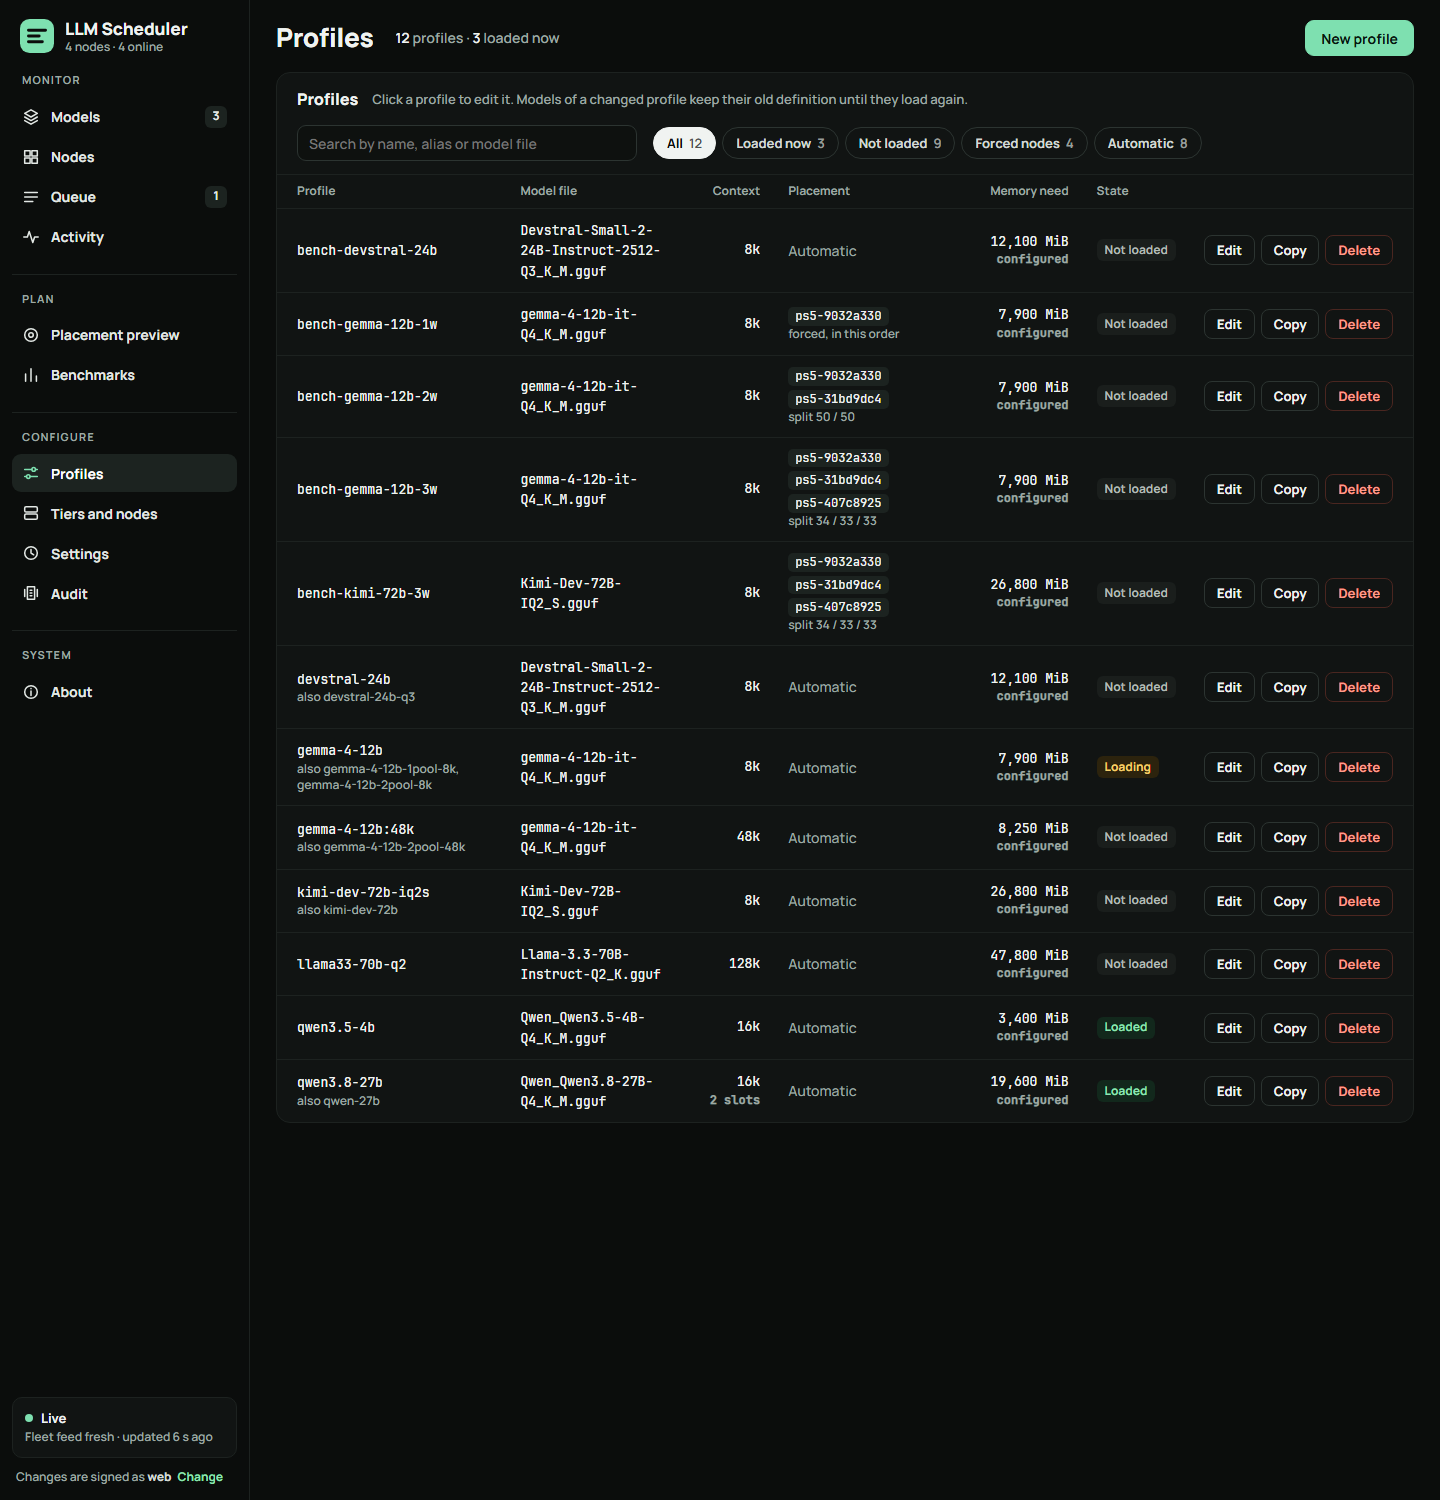 LLM Scheduler
4 nodes · 4 online
MONITOR
Models 3
Nodes
Queue 1
Activity
PLAN
Placement preview
Benchmarks
CONFIGURE
Profiles
Tiers and nodes
Settings
Audit
SYSTEM
About
Live
Fleet feed fresh · updated 6 s ago
Changes are signed as web Change
Profiles 12 profiles · 3 loaded now
New profile
Profiles Click a profile to edit it. Models of a changed profile keep their old definition until they load again.
Search by name, alias or model file
All 12 Loaded now 3 Not loaded 9 Forced nodes 4 Automatic 8
Profile Model file Context Placement Memory need State
bench-devstral-24b
Devstral-Small-2-
24B-Instruct-2512-
Q3_K_M.gguf
8k
Automatic
12,100 MiB
configured
Not loaded
Edit Copy Delete
bench-gemma-12b-1w
gemma-4-12b-it-
Q4_K_M.gguf
8k
ps5-9032a330
forced, in this order
7,900 MiB
configured
Not loaded
Edit Copy Delete
bench-gemma-12b-2w
gemma-4-12b-it-
Q4_K_M.gguf
8k
ps5-9032a330
ps5-31bd9dc4
split 50 / 50
7,900 MiB
configured
Not loaded
Edit Copy Delete
bench-gemma-12b-3w
gemma-4-12b-it-
Q4_K_M.gguf
8k
ps5-9032a330
ps5-31bd9dc4
ps5-407c8925
split 34 / 33 / 33
7,900 MiB
configured
Not loaded
Edit Copy Delete
bench-kimi-72b-3w
Kimi-Dev-72B-
IQ2_S.gguf
8k
ps5-9032a330
ps5-31bd9dc4
ps5-407c8925
split 34 / 33 / 33
26,800 MiB
configured
Not loaded
Edit Copy Delete
devstral-24b
also devstral-24b-q3
Devstral-Small-2-
24B-Instruct-2512-
Q3_K_M.gguf
8k
Automatic
12,100 MiB
configured
Not loaded
Edit Copy Delete
gemma-4-12b
also gemma-4-12b-1pool-8k,
gemma-4-12b-2pool-8k
gemma-4-12b-it-
Q4_K_M.gguf
8k
Automatic
7,900 MiB
configured
Loading
Edit Copy Delete
gemma-4-12b:48k
also gemma-4-12b-2pool-48k
gemma-4-12b-it-
Q4_K_M.gguf
48k
Automatic
8,250 MiB
configured
Not loaded
Edit Copy Delete
kimi-dev-72b-iq2s
also kimi-dev-72b
Kimi-Dev-72B-
IQ2_S.gguf
8k
Automatic
26,800 MiB
configured
Not loaded
Edit Copy Delete
llama33-70b-q2
Llama-3.3-70B-
Instruct-Q2_K.gguf
128k
Automatic
47,800 MiB
configured
Not loaded
Edit Copy Delete
qwen3.5-4b
Qwen_Qwen3.5-4B-
Q4_K_M.gguf
16k
Automatic
3,400 MiB
configured
Loaded
Edit Copy Delete
qwen3.8-27b
also qwen-27b
Qwen_Qwen3.8-27B-
Q4_K_M.gguf
16k
2 slots
Automatic
19,600 MiB
configured
Loaded
Edit Copy Delete